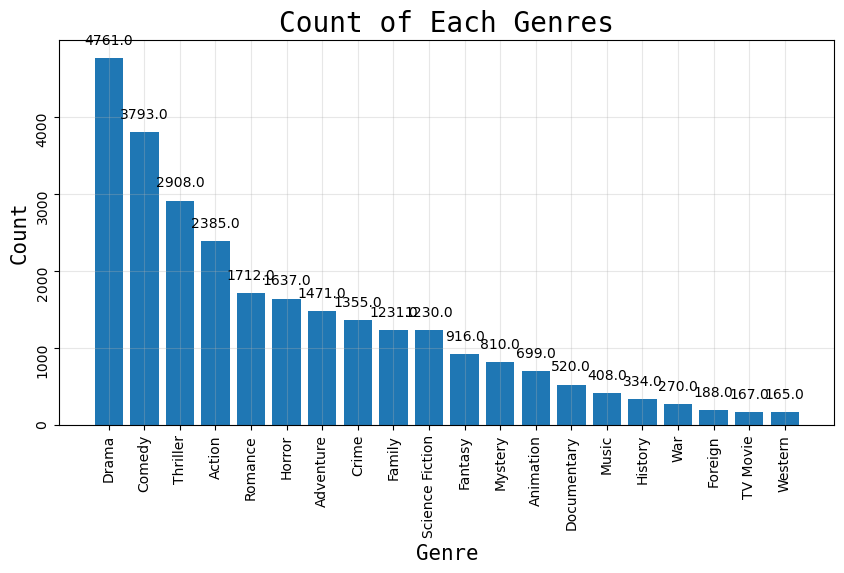 Count of Each Genres
Count
4000
3000
2000
1000
0
4761.0
3793.0
2908.0
2385.0
1712.0
1637.0
1471.0
1355.0
1231.0
1230.0
916.0
810.0
699.0
520.0
408.0
334.0
270.0
188.0
167.0
165.0
Drama
Comedy
Thriller
Action
Romance
Horror
Adventure
Crime
Family
Science Fiction
Fantasy
Mystery
Animation
Documentary
Music
History
War
Foreign
TV Movie
Western
Genre